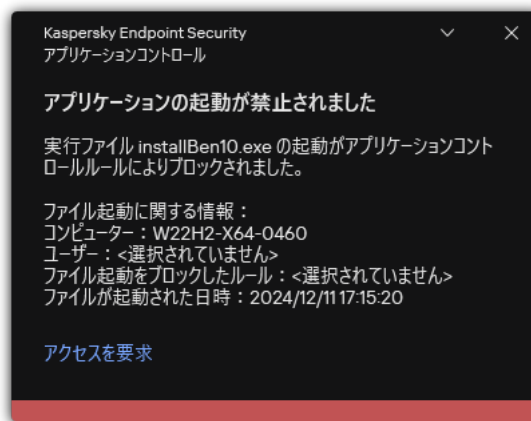 Kaspersky Endpoint Security
アプリケーションコントロール
アプリケーションの起動が禁止されました
実行ファイル installBen10.exe の起動がアプリケーションコント
ロールルールによりブロックされました。
ファイル起動に関する情報：
コンピューター：W22H2-X64-0460
ユーザー：<選択されていません>
ファイル起動をブロックしたルール：<選択されていません>
ファイルが起動された日時：2024/12/11 17:15:20
アクセスを要求